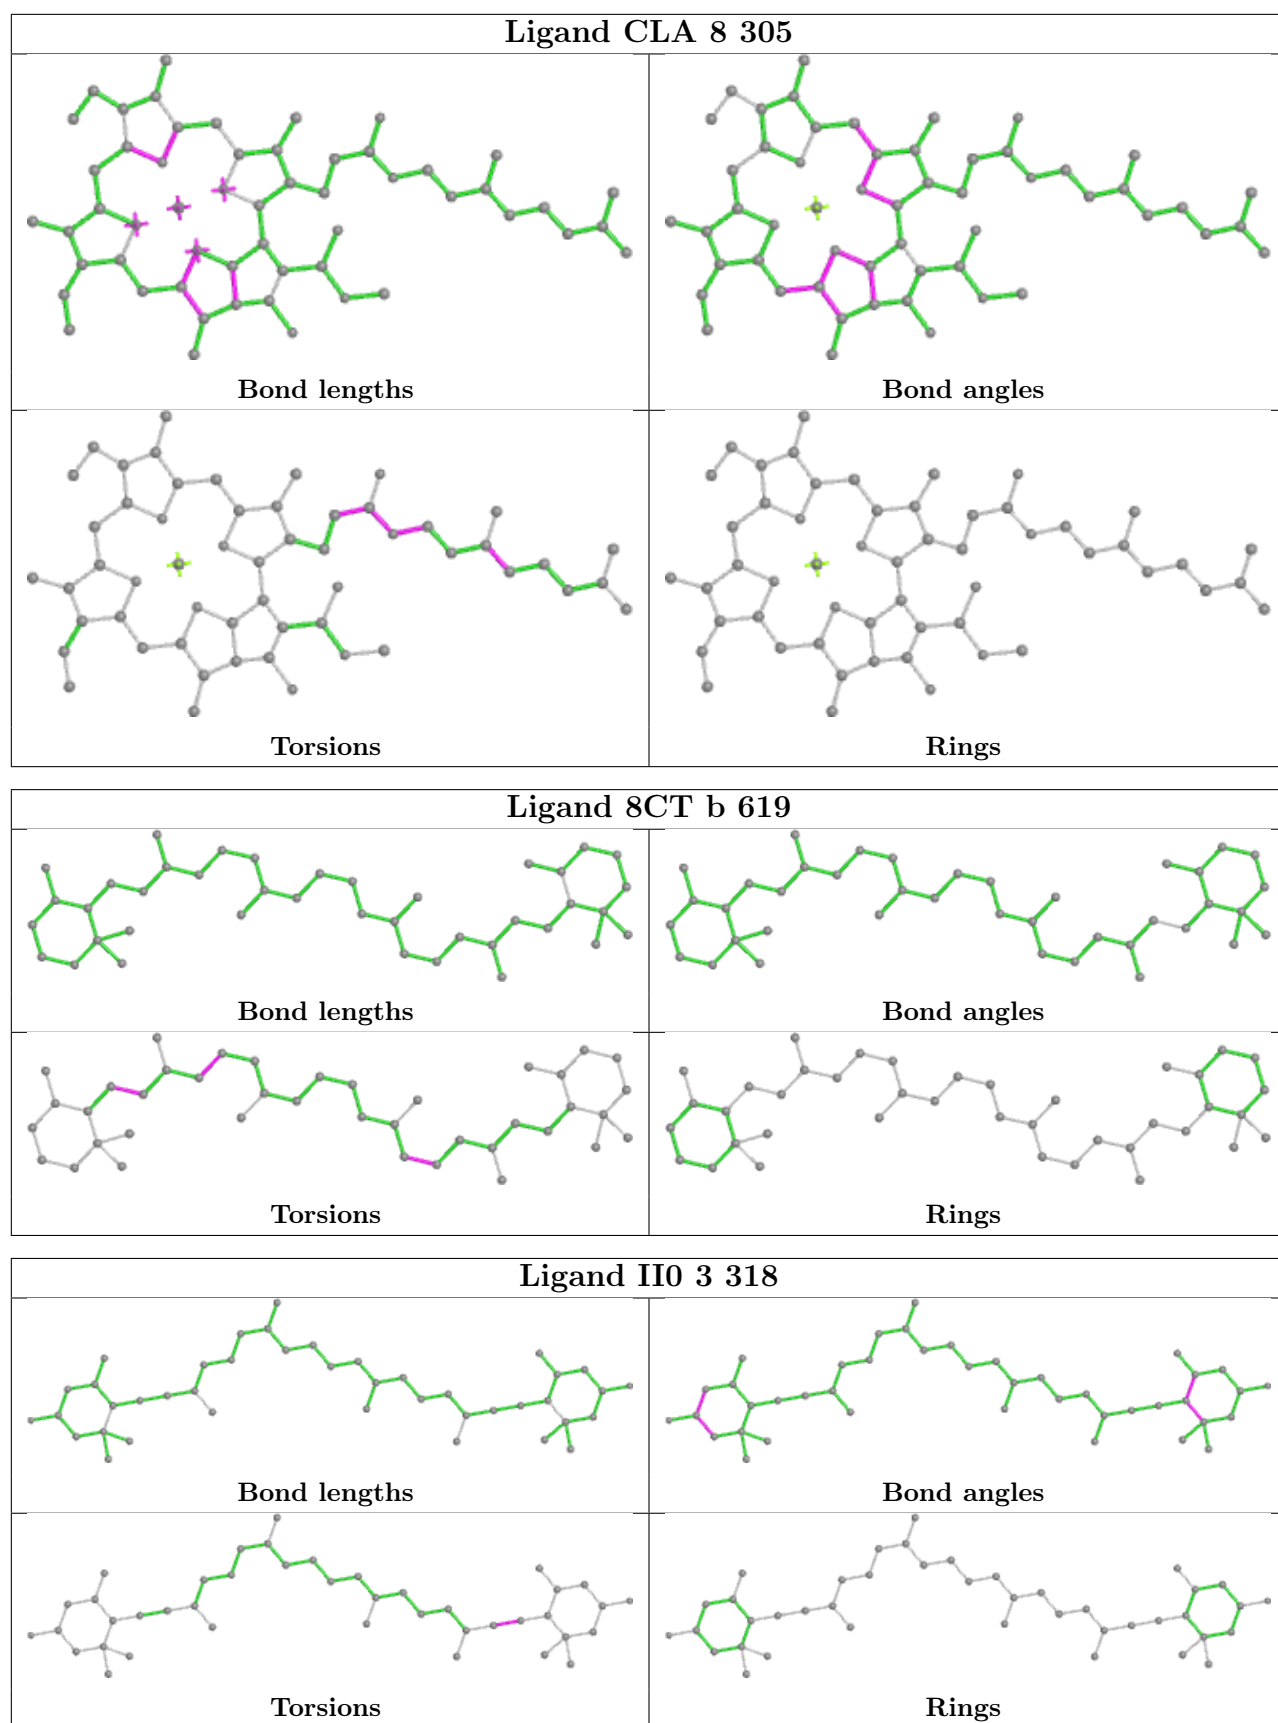 Ligand CLA 8 305
Bond lengths
Bond angles
Torsions
Rings
Ligand 8CT b 619
Bond lengths
Bond angles
Torsions
Rings
Ligand II0 3 318
Bond lengths
Bond angles
Torsions
Rings